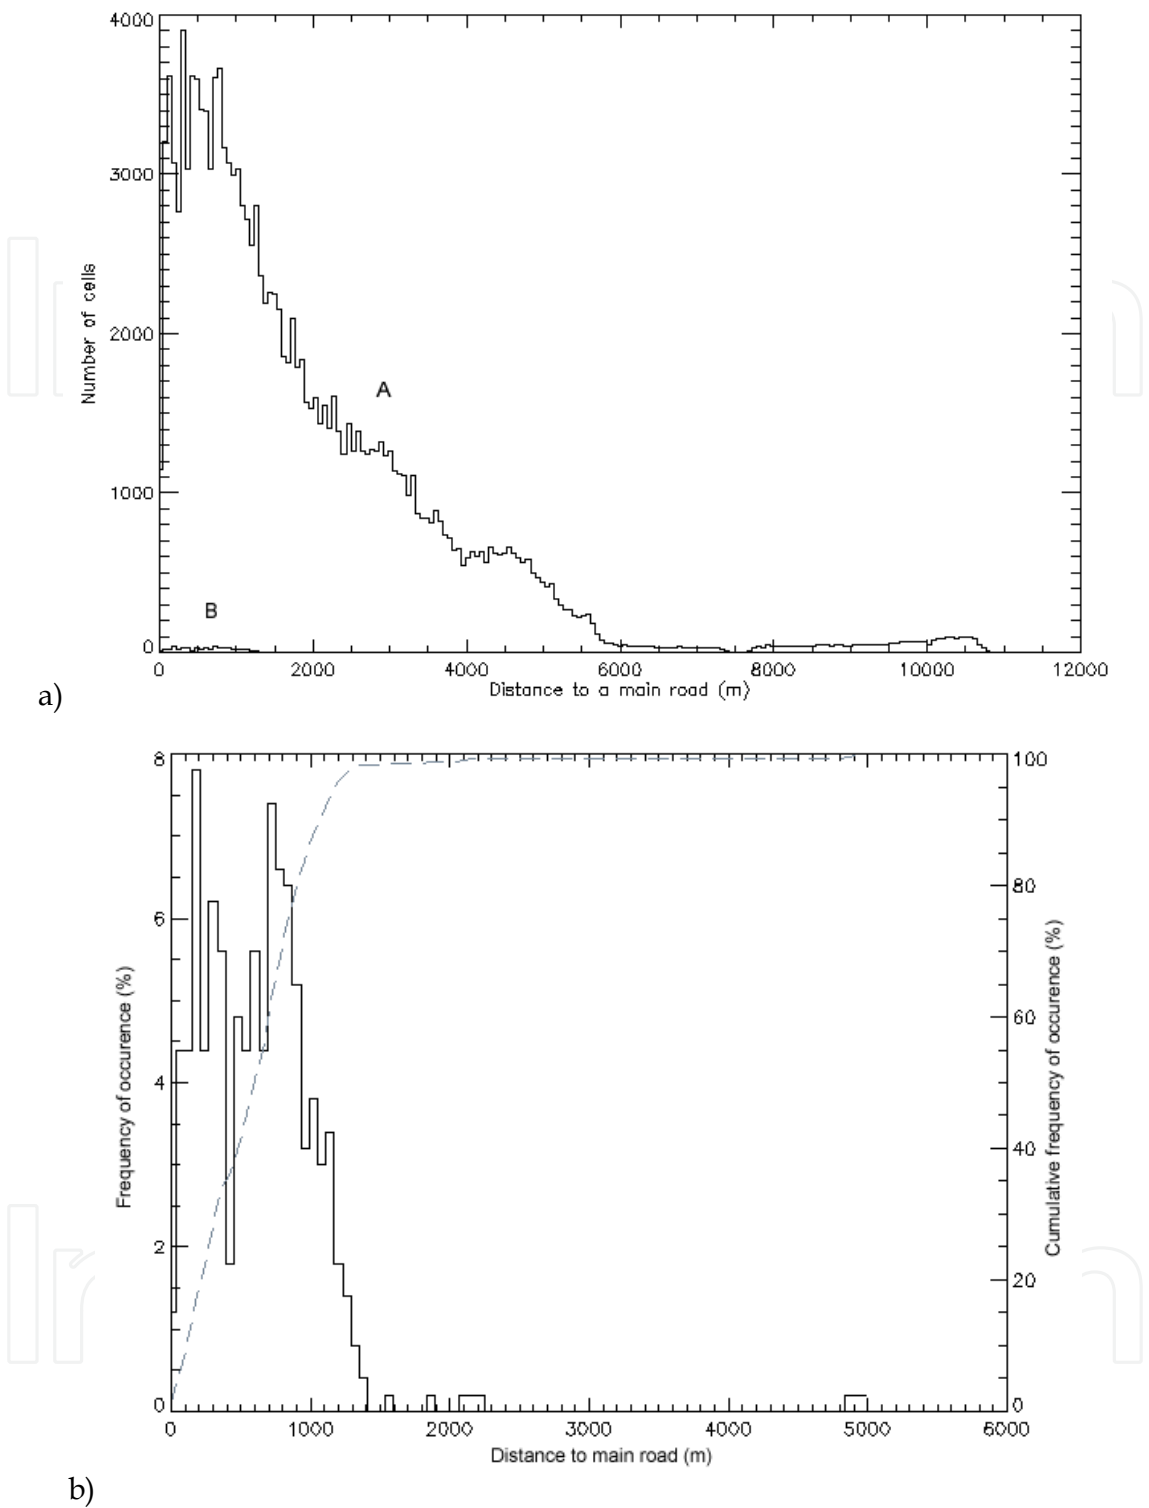 4000
3000
2000
1000
0
Number of cells
A
B
0 2000 4000 6000 8000 10000 12000
Distance to a main road (m)
a)
8
6
4
2
0
Frequency of occurence (%)
100
80
60
40
20
0
Cumulative frequency of occurence (%)
0 1000 2000 3000 4000 5000 6000
Distance to main road (m)
b)